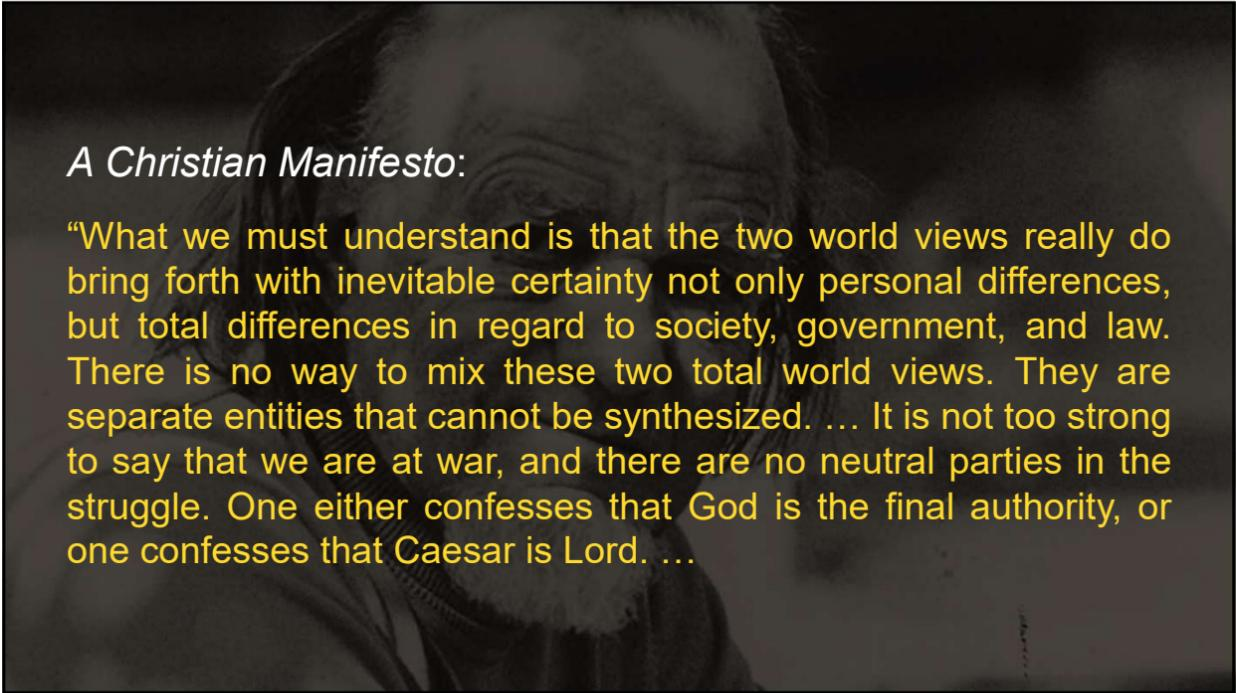 A Christian Manifesto:
“What we must understand is that the two world views really do
bring forth with inevitable certainty not only personal differences,
but total differences in regard to society, government, and law.
There is no way to mix these two total world views. They are
separate entities that cannot be synthesized. … It is not too strong
to say that we are at war, and there are no neutral parties in the
struggle. One either confesses that God is the final authority, or
one confesses that Caesar is Lord. …